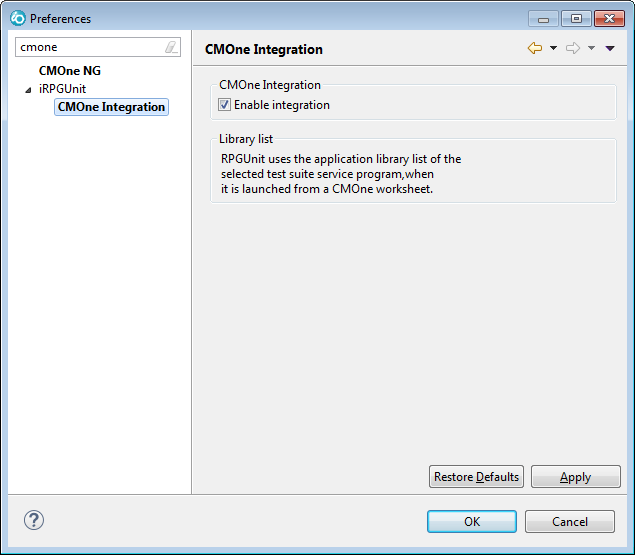 Preferences
cmone
CMOne NG
iRPGUnit
CMOne Integration
CMOne Integration
CMOne Integration
Enable integration
Library list
RPGUnit uses the application library list of the
selected test suite service program,when
it is launched from a CMOne worksheet.
Restore Defaults
Apply
?
OK
Cancel